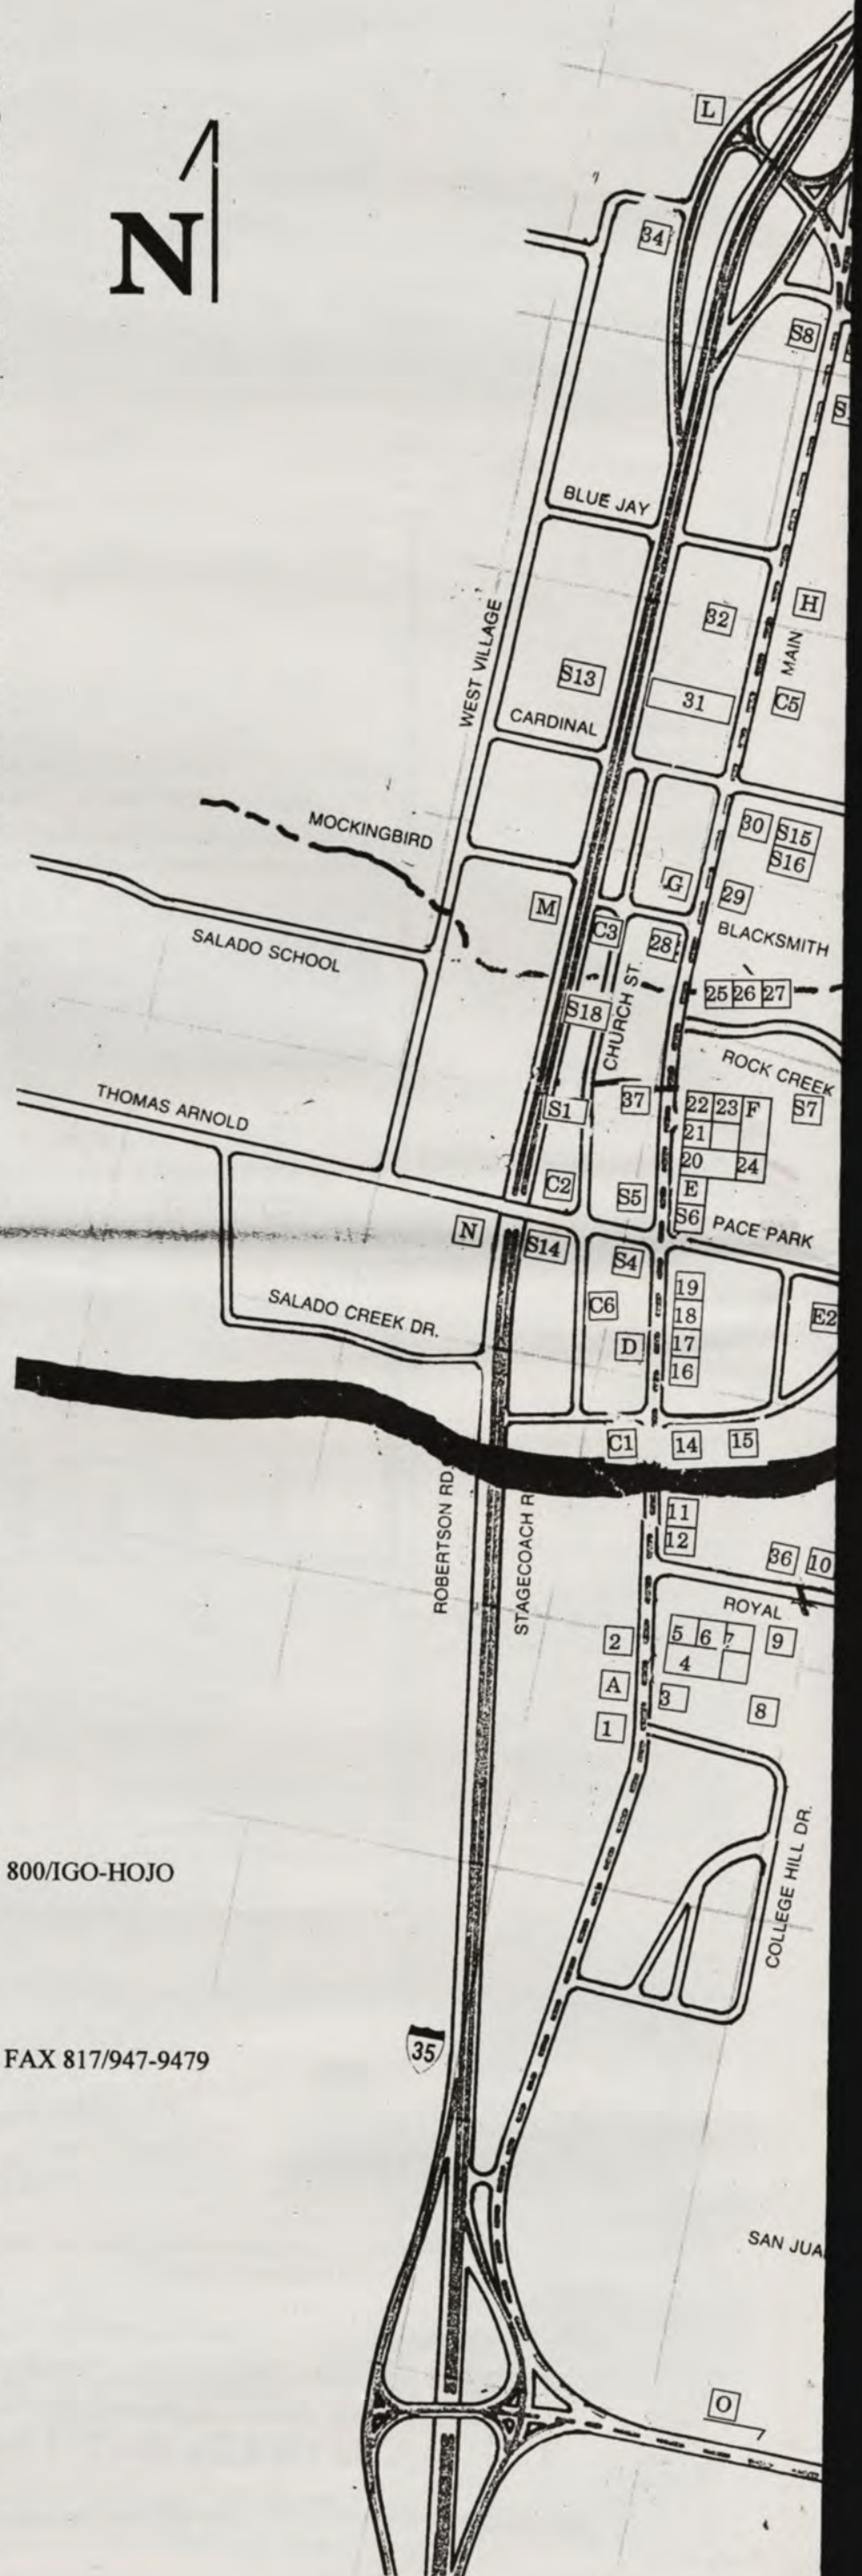 L
N
34
S8
BLUE JAY
32
H
WEST VILLAGE
MAIN
S13
31
C5
CARDINAL
MOCKINGBIRD
30
S15
S16
G
29
M
C3
28
BLACKSMITH
SALADO SCHOOL
25 26 27
S18
CHURCH ST.
ROCK CREEK
THOMAS ARNOLD
S1
37
22 23 F
S7
21
20
24
C2
S5
E
S6
PACE PARK
N
S14
S4
19
C6
18
E2
SALADO CREEK DR.
D
17
16
C1
14
15
ROBERTSON RD.
STAGECOACH R
11
12
36
10
ROYAL
2
5 6 7
9
4
A
3
8
1
COLLEGE HILL DR.
800/IGO-HOJO
35
FAX 817/947-9479
SAN JUA
O